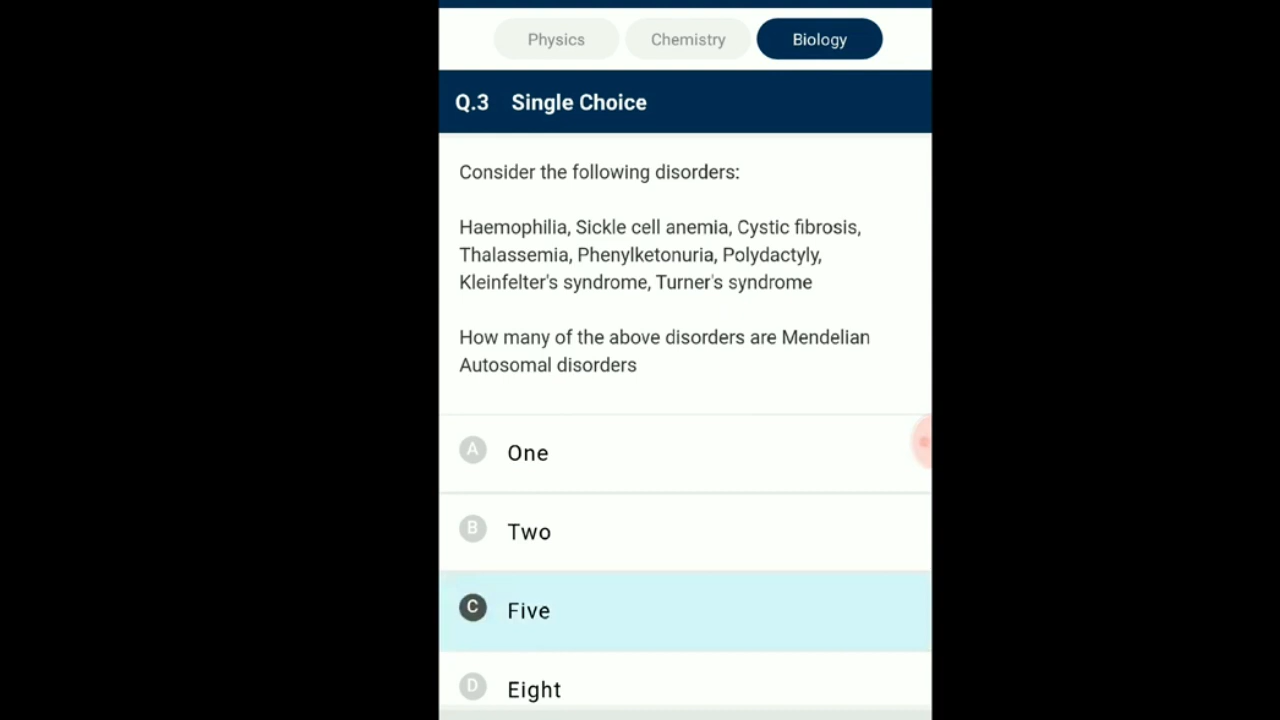 Physics Chemistry Biology
Q.3 Single Choice
Consider the following disorders:
Haemophilia, Sickle cell anemia, Cystic fibrosis,
Thalassemia, Phenylketonuria, Polydactyly,
Kleinfelter's syndrome, Turner's syndrome
How many of the above disorders are Mendelian
Autosomal disorders
A One
B Two
C Five
D Eight